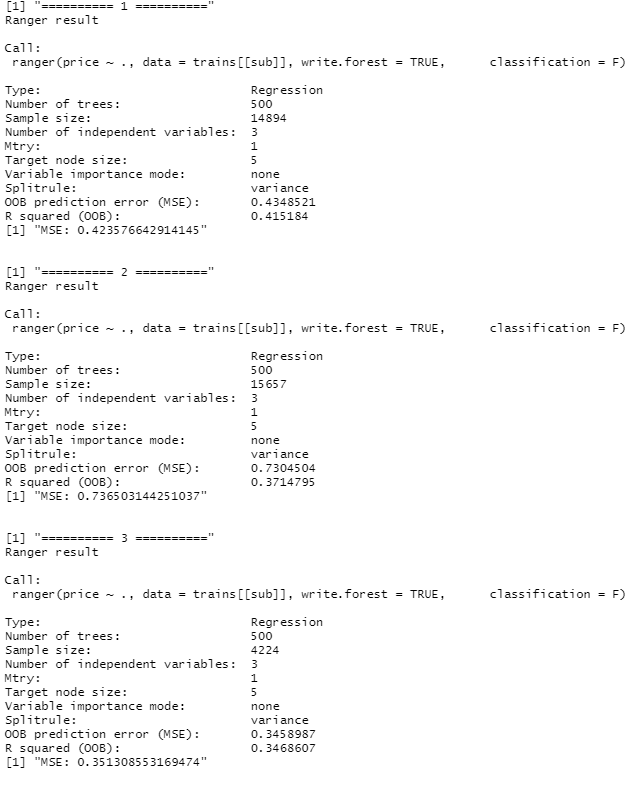 [1] "========== 1 =========="
Ranger result
Call:
ranger(price ~ ., data = trains[[sub]], write.forest = TRUE,      classification = F)
Type:                             Regression
Number of trees:                  500
Sample size:                      14894
Number of independent variables:  3
Mtry:                             1
Target node size:                 5
Variable importance mode:         none
Splitrule:                        variance
OOB prediction error (MSE):       0.4348521
R squared (OOB):                  0.415184
[1] "MSE: 0.423576642914145"
[1] "========== 2 =========="
Ranger result
Call:
ranger(price ~ ., data = trains[[sub]], write.forest = TRUE,      classification = F)
Type:                             Regression
Number of trees:                  500
Sample size:                      15657
Number of independent variables:  3
Mtry:                             1
Target node size:                 5
Variable importance mode:         none
Splitrule:                        variance
OOB prediction error (MSE):       0.7304504
R squared (OOB):                  0.3714795
[1] "MSE: 0.736503144251037"
[1] "========== 3 =========="
Ranger result
Call:
ranger(price ~ ., data = trains[[sub]], write.forest = TRUE,      classification = F)
Type:                             Regression
Number of trees:                  500
Sample size:                      4224
Number of independent variables:  3
Mtry:                             1
Target node size:                 5
Variable importance mode:         none
Splitrule:                        variance
OOB prediction error (MSE):       0.3458987
R squared (OOB):                  0.3468607
[1] "MSE: 0.351308553169474"